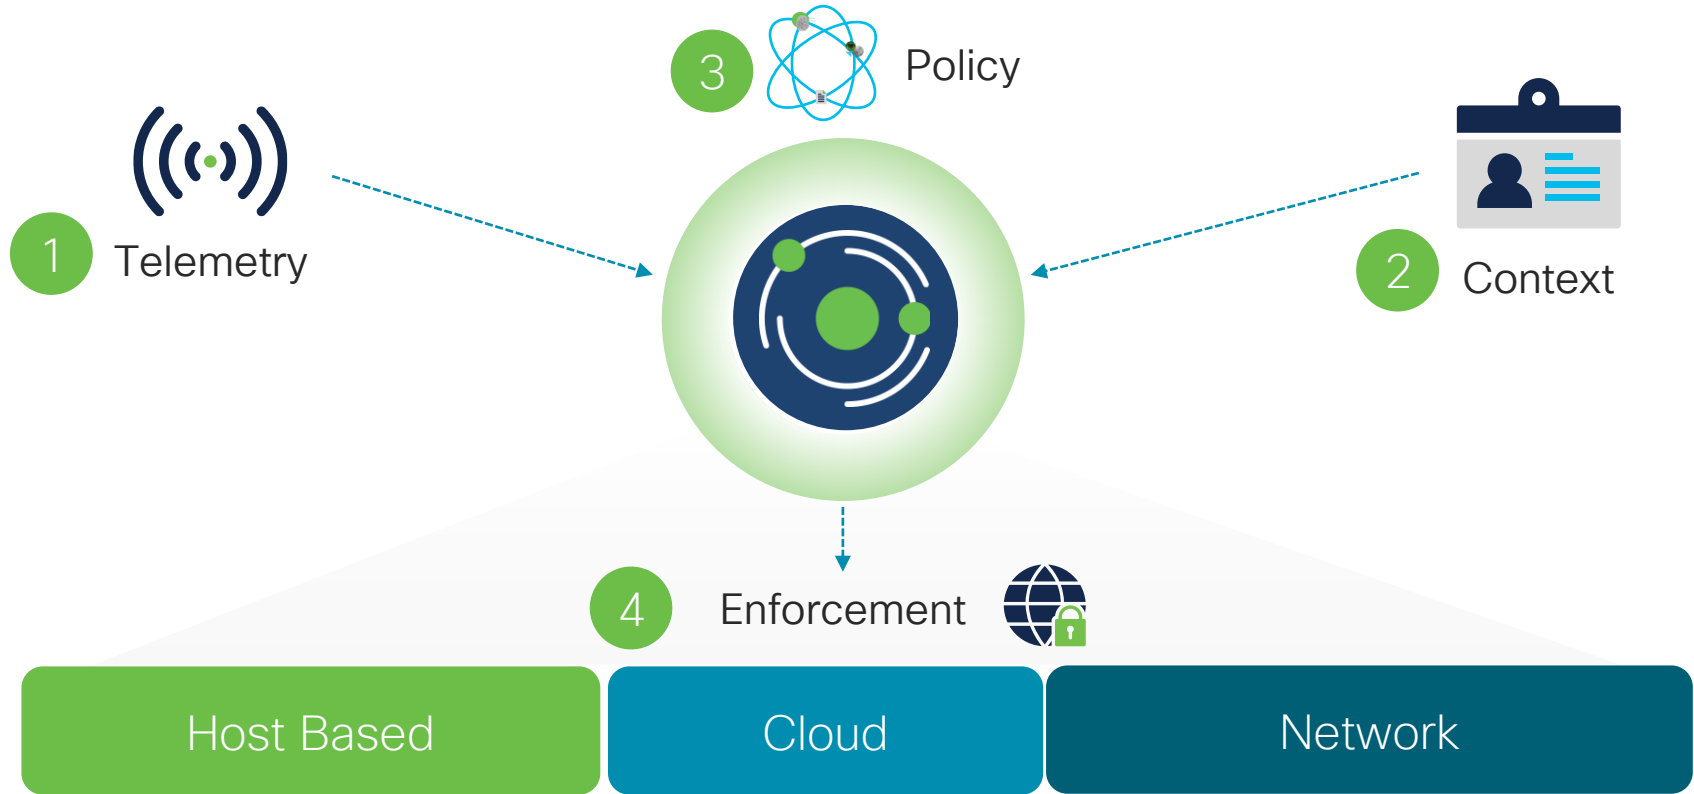 3 Policy
1 Telemetry
2 Context
4 Enforcement
Host Based
Cloud
Network